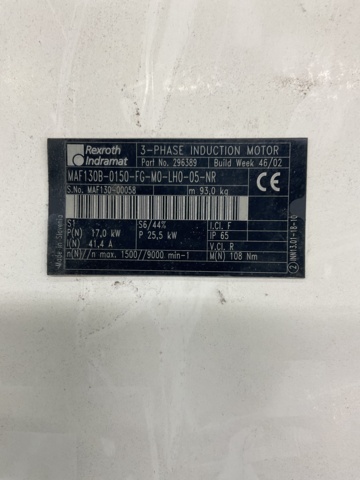 Rexroth
Indramat
3-PHASE INDUCTION MOTOR
Part No. 296389 Build Week 46/02
MAF130B-0150-FG-M0-LH0-05-NR
S.No. MAF130-00058 m 93,0 kg
CE
S1 S6/44% I.Cl. F
P(N) 17,0 kW P 25,5 kW IP 65
I(N) 41,4 A V.Cl. R
n(N)//n max. 1500//9000 min-1 M(N) 108 Nm
Made in Slovenia